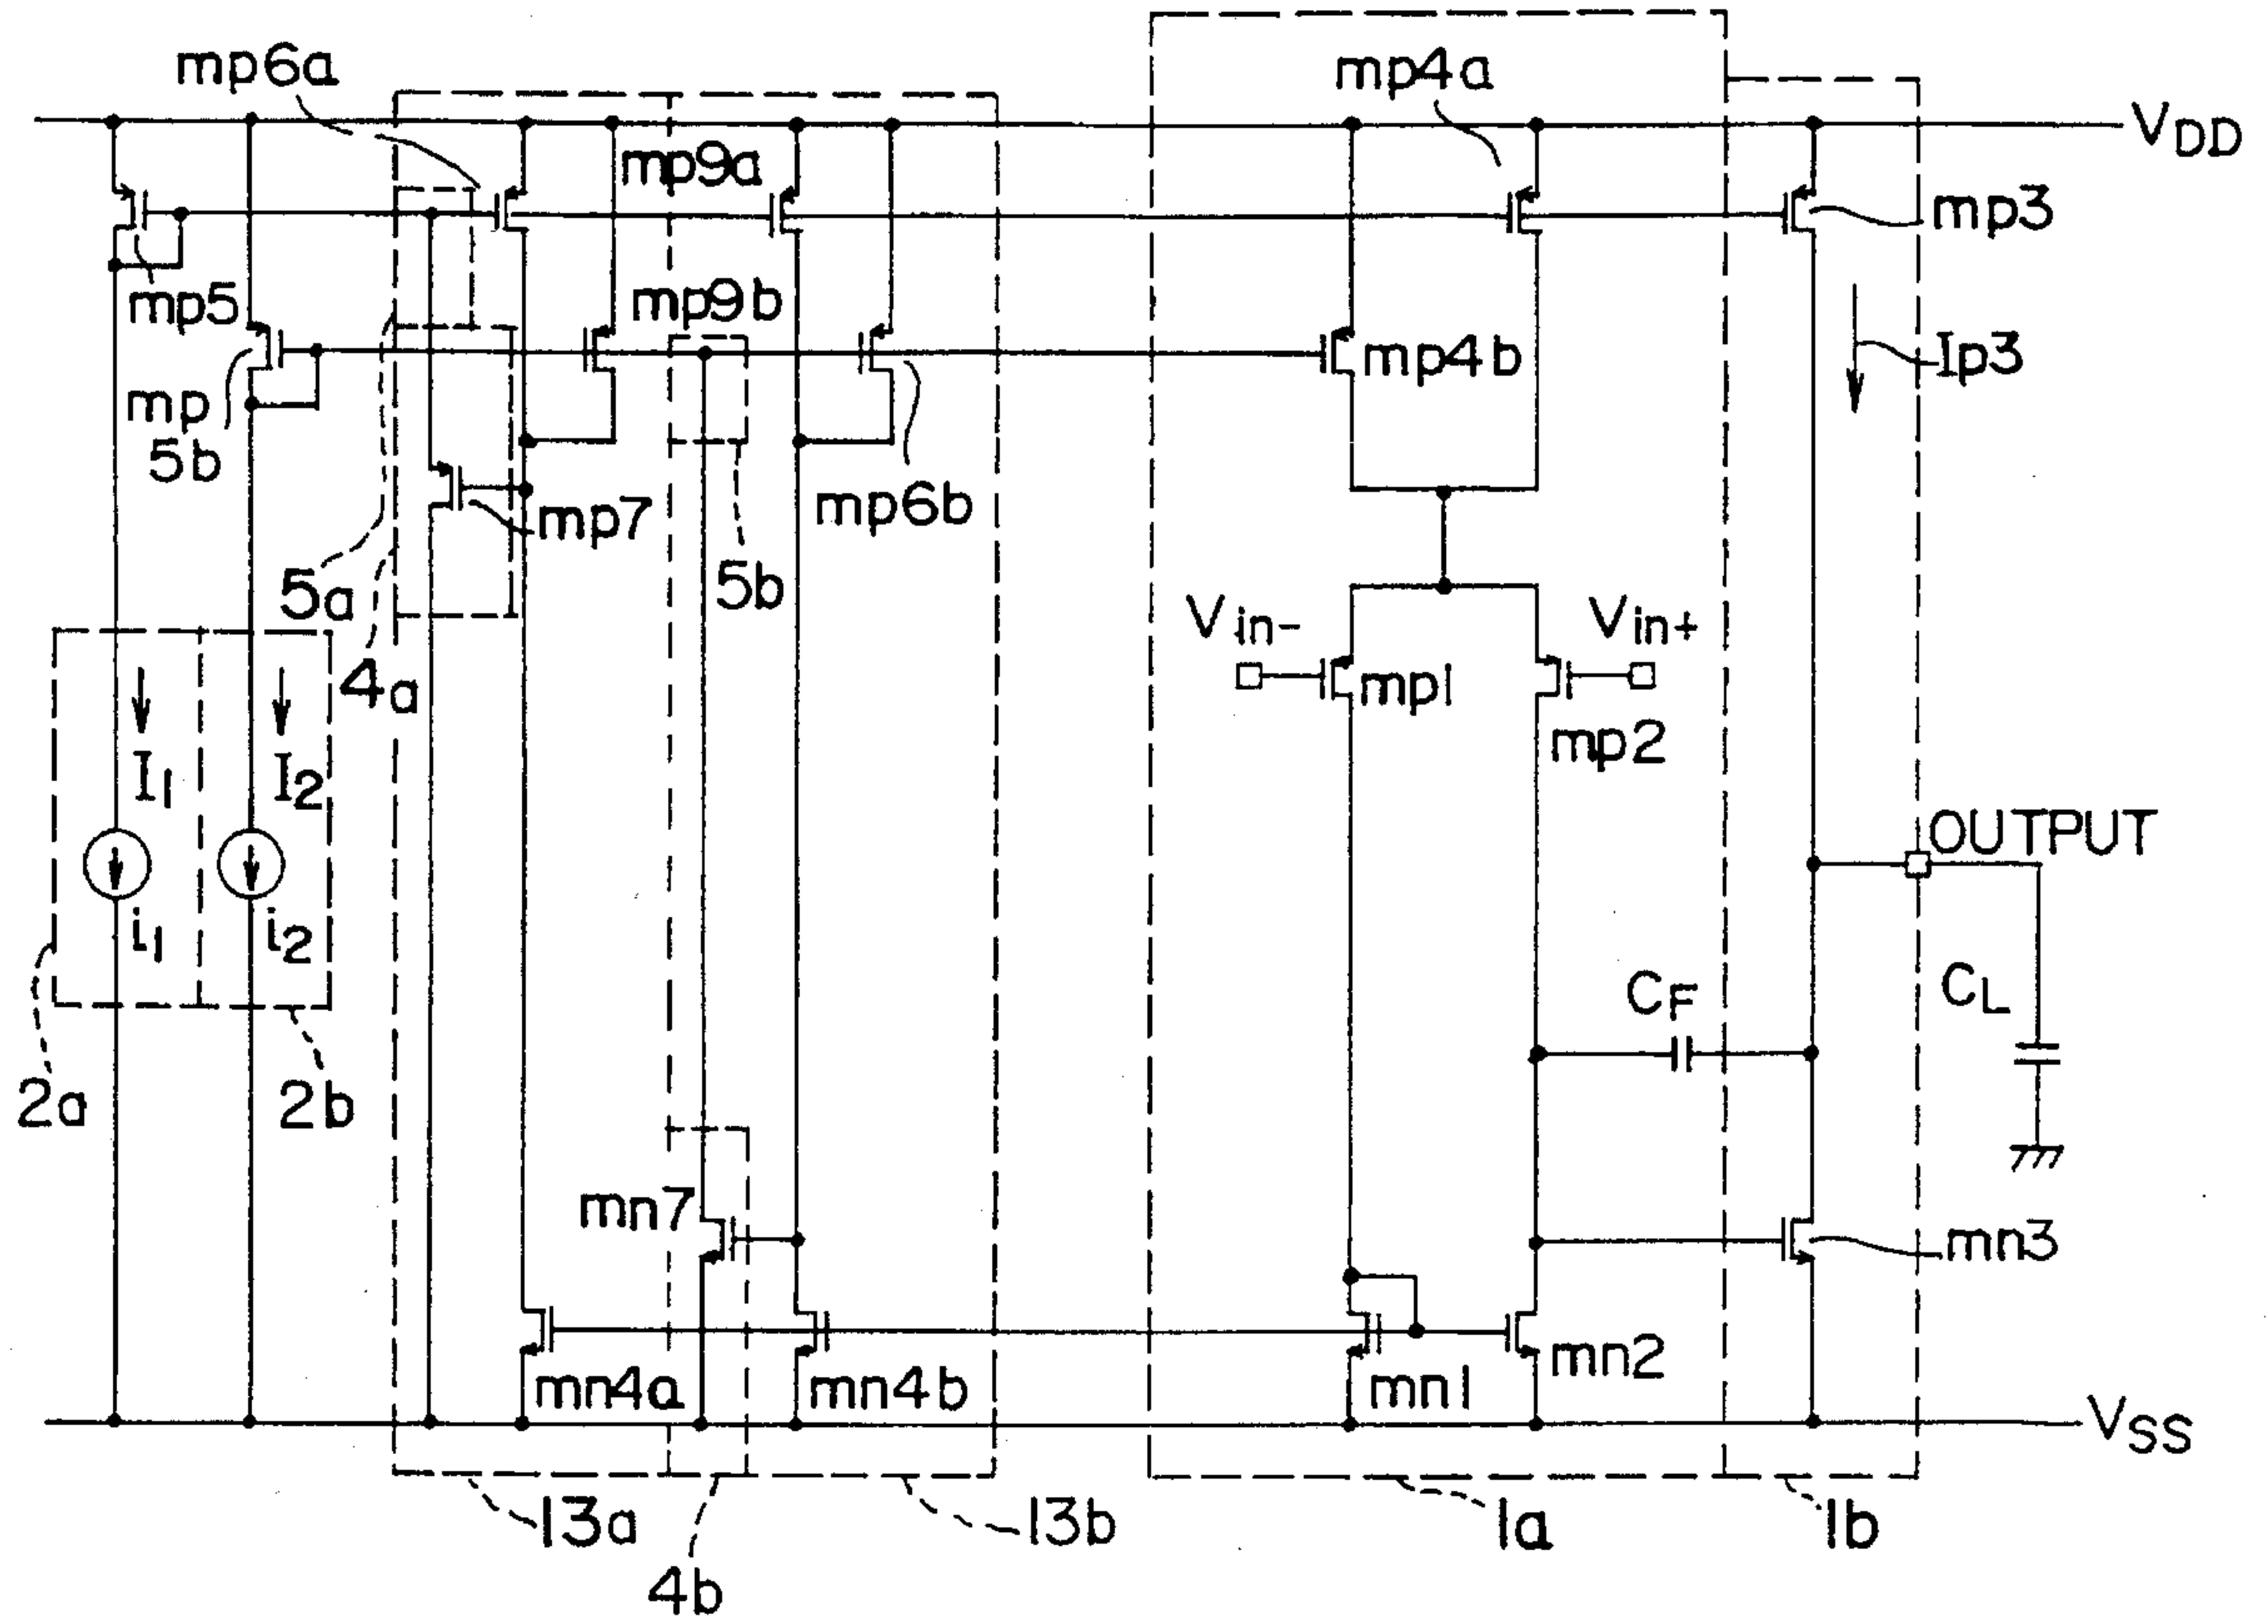 mp6a
mp4a
VDD
mp9a
mp3
mp5
mp9b
mp4b
Ip3
mp
5b
mp6b
mp7
5a
5b
4a
Vin-
Vin+
mp1
mp2
I1
I2
OUTPUT
i1
i2
CF
CL
2a
2b
mn7
mn3
mn4a
mn4b
mn1
mn2
VSS
13a
13b
1a
1b
4b